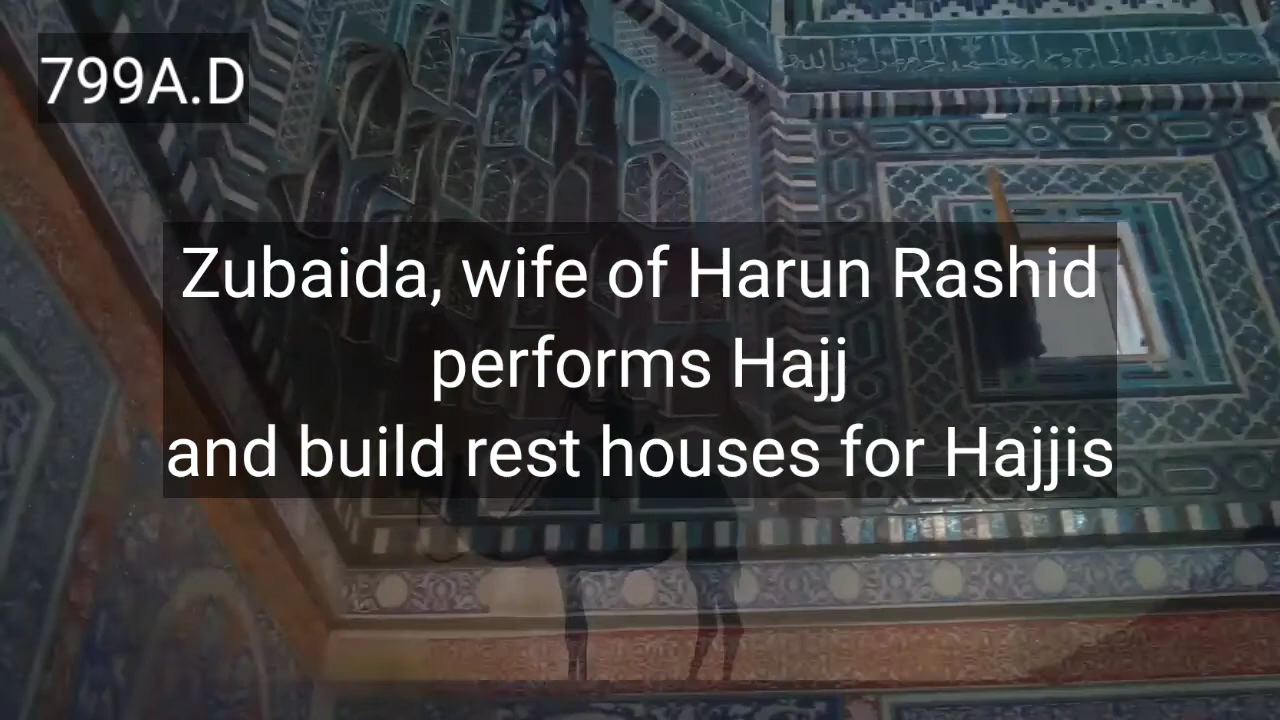 799A.D
Zubaida, wife of Harun Rashid
performs Hajj
and build rest houses for Hajjis